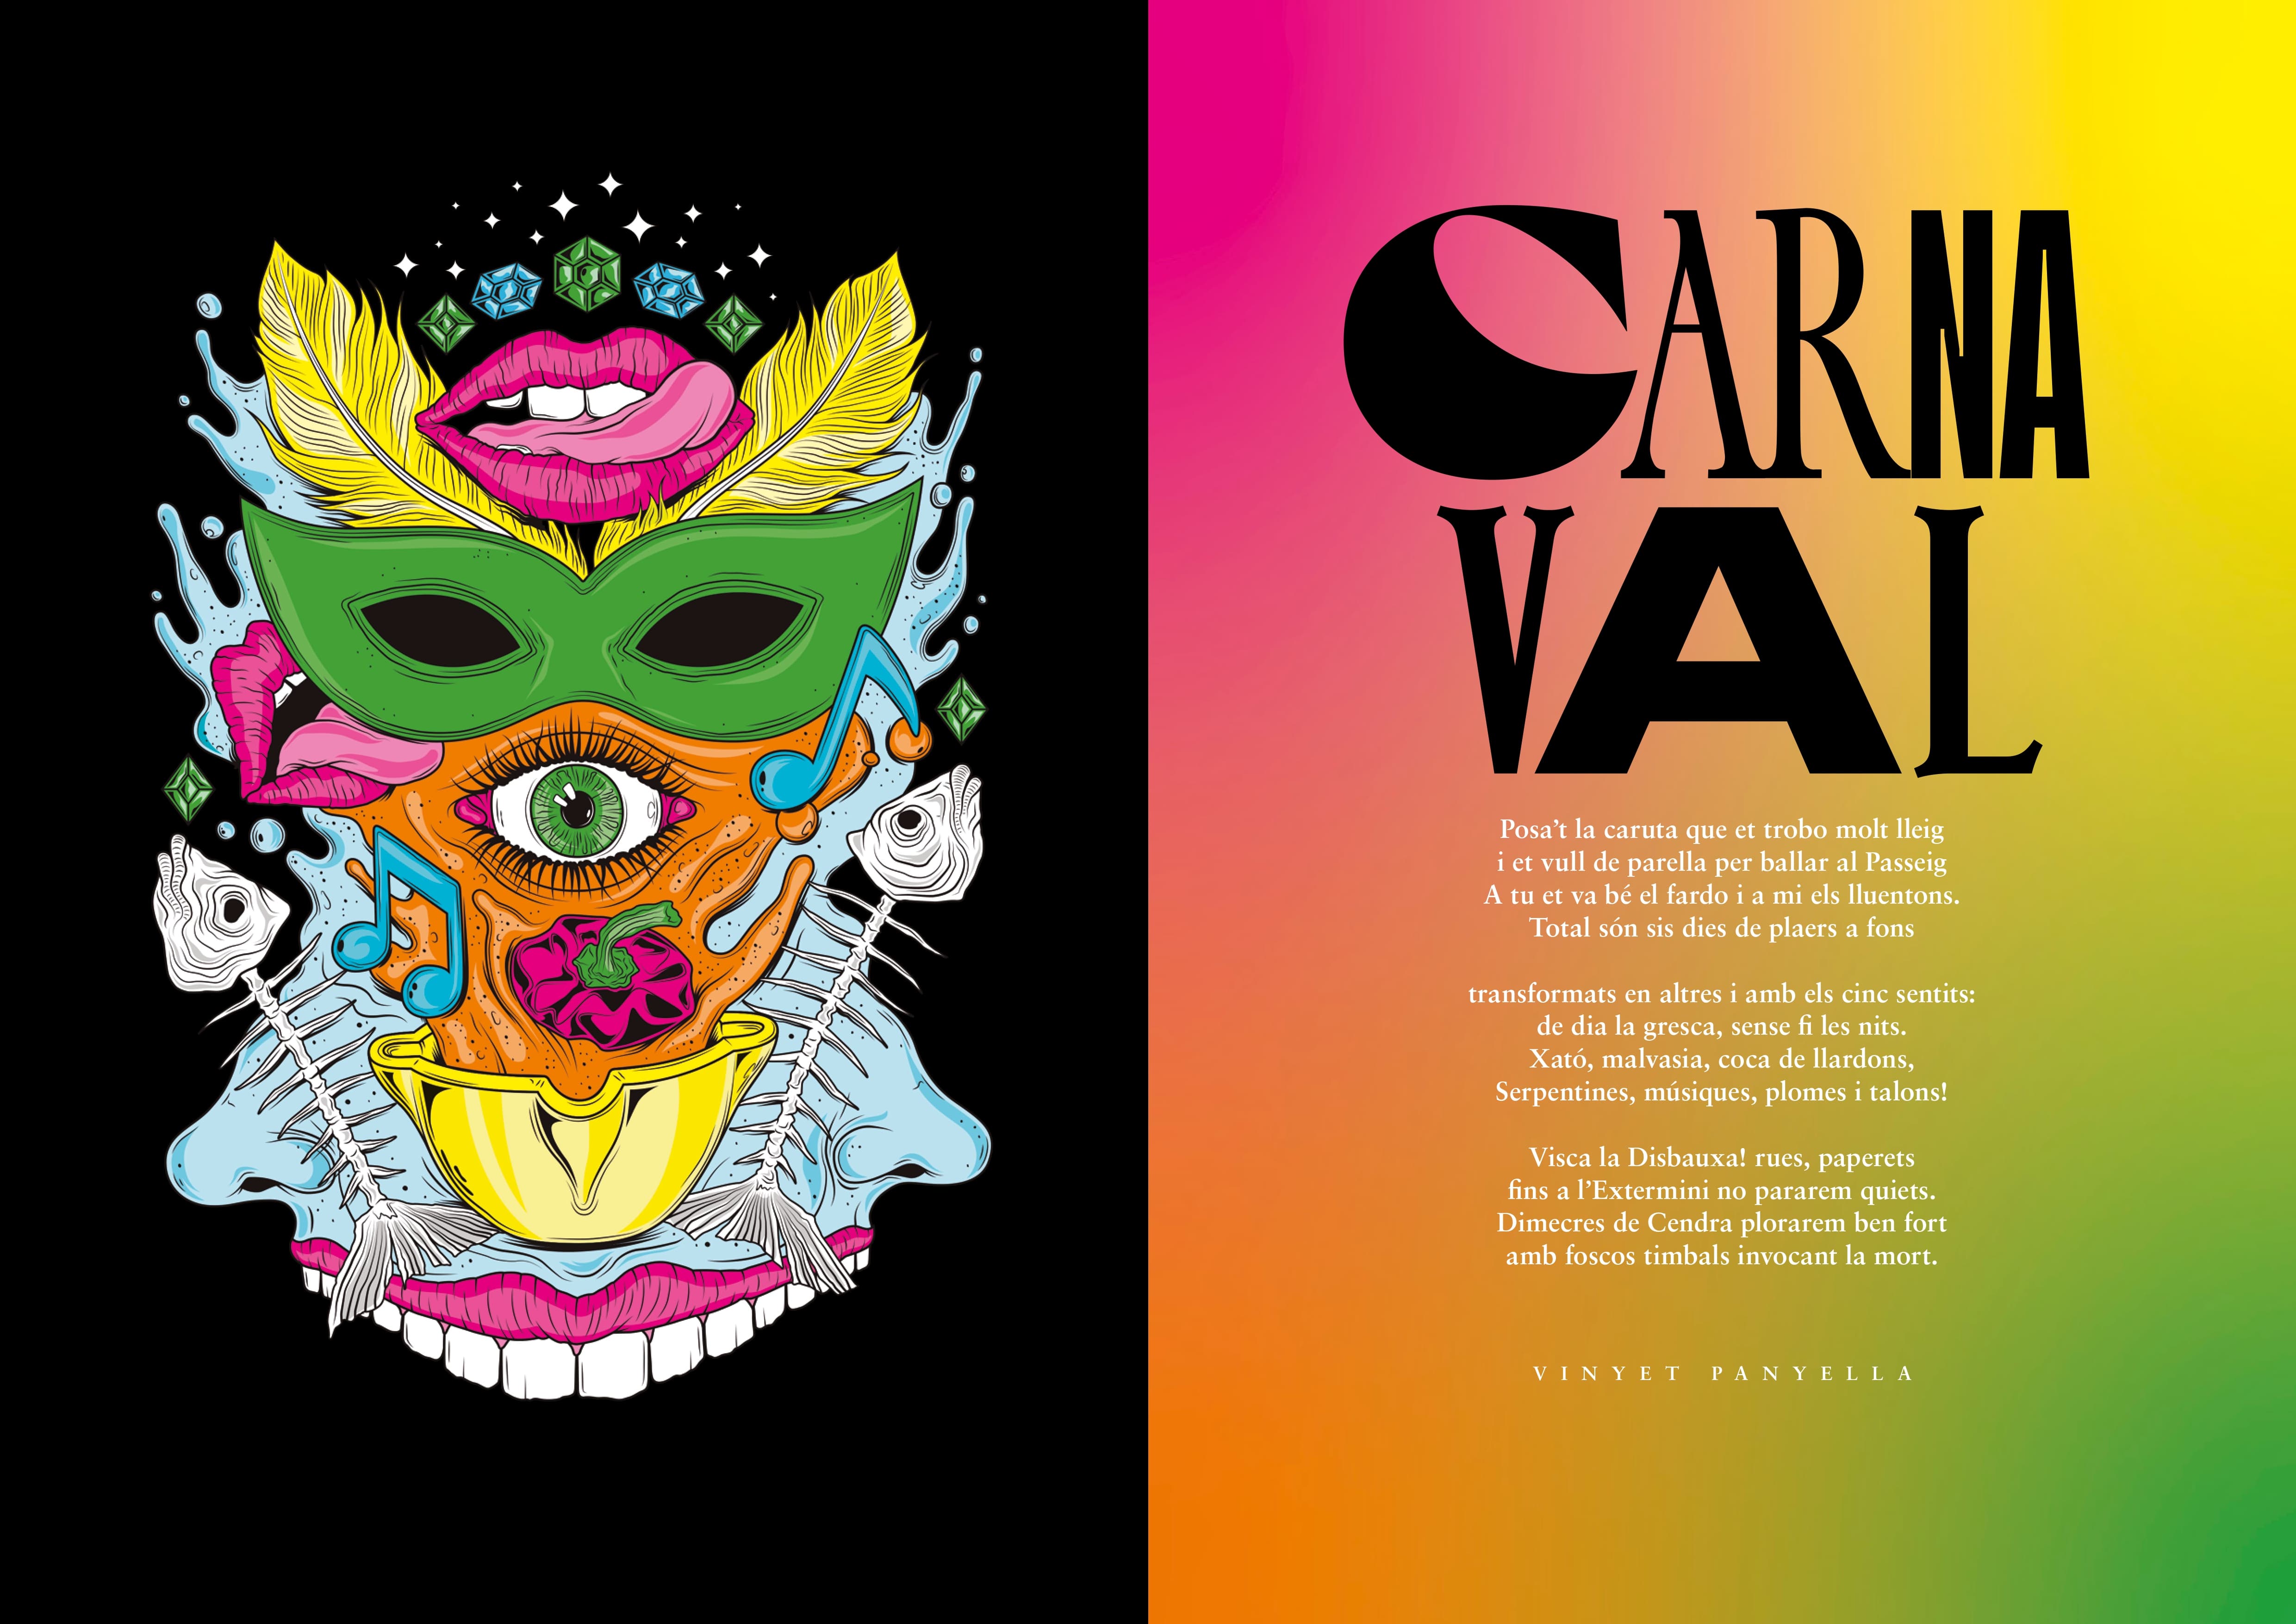 CARNA
VAL
Posa’t la caruta que et trobo molt lleig
i et vull de parella per ballar al Passeig
A tu et va bé el fardo i a mi els lluentons.
Total són sis dies de plaers a fons
transformats en altres i amb els cinc sentits:
de dia la gresca, sense fi les nits.
Xató, malvasia, coca de llardons,
Serpentines, músiques, plomes i talons!
Visca la Disbauxa! rues, paperets
fins a l’Extermini no pararem quiets.
Dimecres de Cendra plorarem ben fort
amb foscos timbals invocant la mort.
VINYET PANYELLA